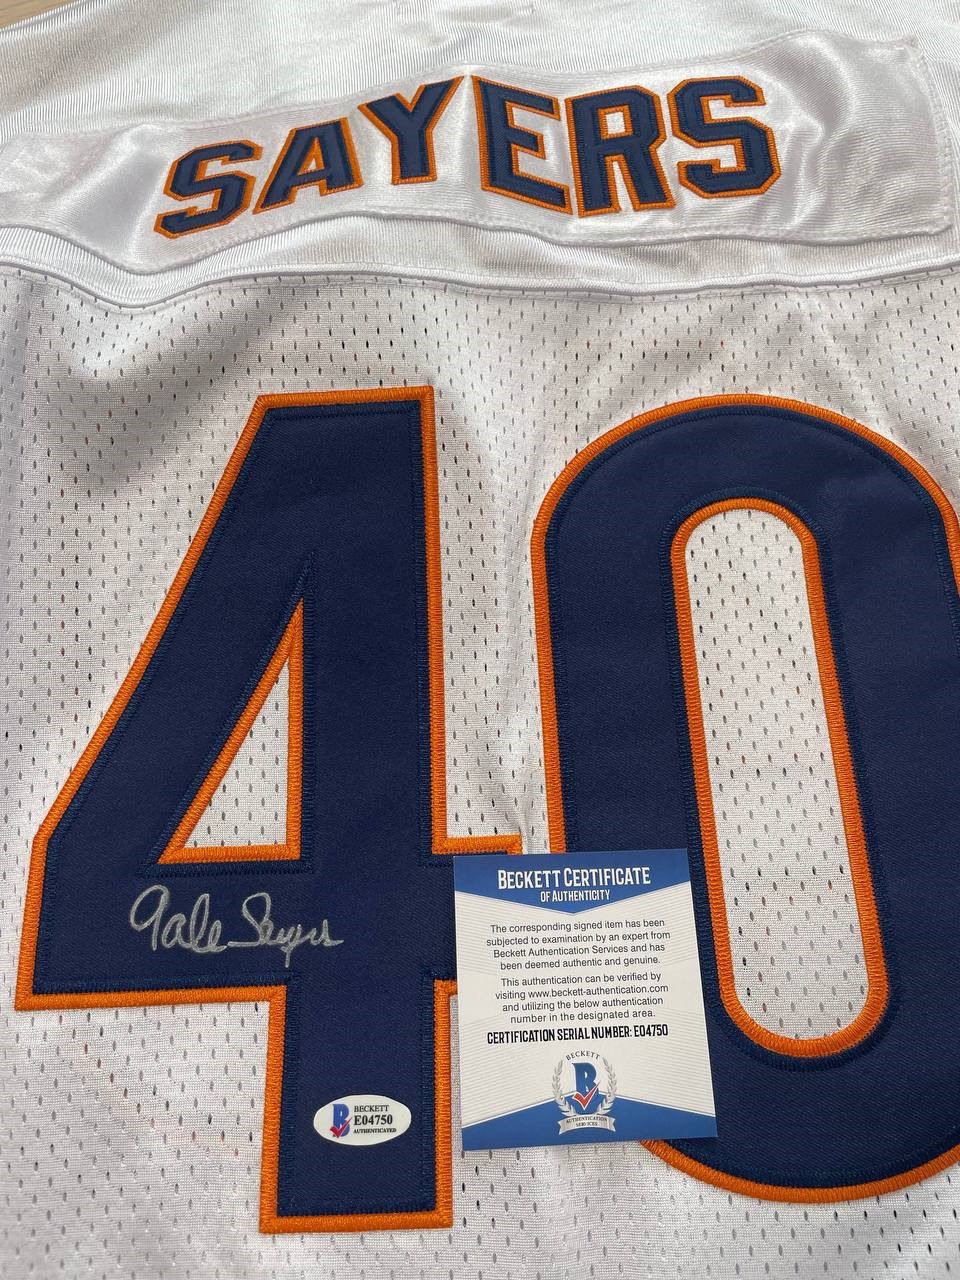 SAYERS
40
Gale Sayers
BECKETT
E04750
AUTHENTICATED
BECKETT CERTIFICATE
OF AUTHENTICITY
The corresponding signed item has been
subjected to examination by an expert from
Beckett Authentication Services and has
been deemed authentic and genuine.
This authentication can be verified by
visiting www.beckett-authentication.com
and utilizing the below authentication
number in the designated area.
CERTIFICATION SERIAL NUMBER: E04750
BECKETT
B
AUTHENTICATION
SERVICES